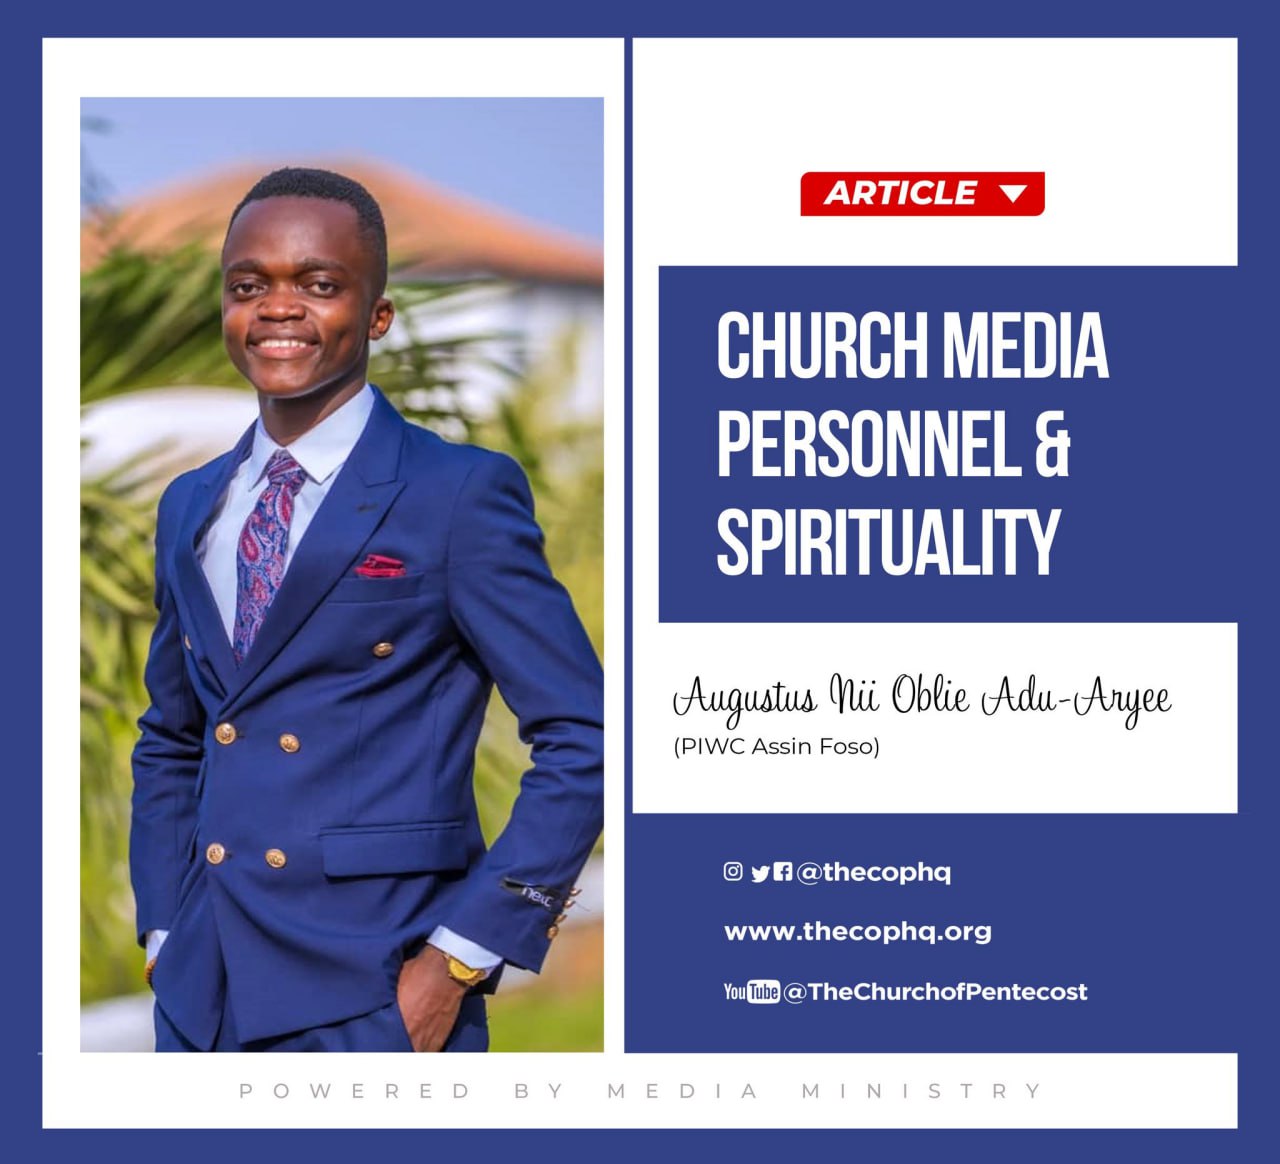 ARTICLE
CHURCH MEDIA
PERSONNEL &
SPIRITUALITY
Augustus Nii Oblie Adu-Aryee
(PIWC Assin Foso)
@thecophq
www.thecophq.org
YouTube @TheChurchofPentecost
POWERED BY MEDIA MINISTRY